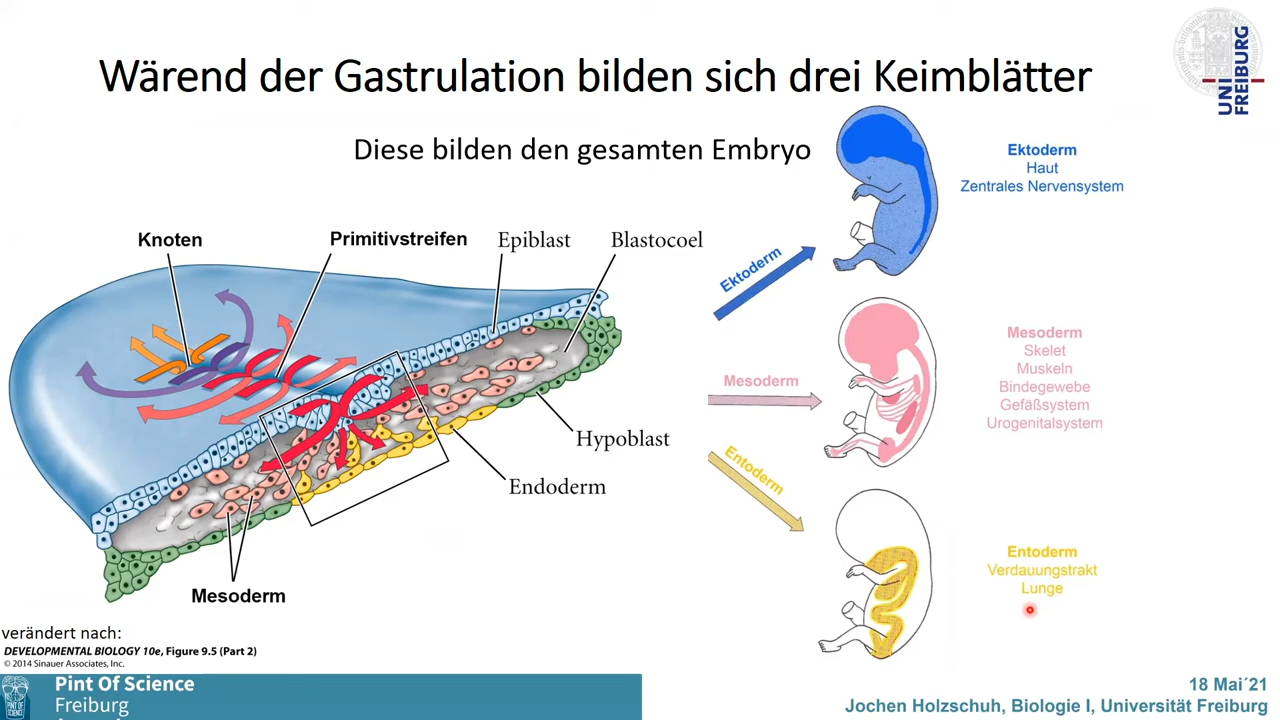 Wärend der Gastrulation bilden sich drei Keimblätter
UNI
FREIBURG
Diese bilden den gesamten Embryo
Ektoderm
Haut
Zentrales Nervensystem
Knoten
Primitivstreifen
Epiblast
Blastocoel
Ektoderm
Mesoderm
Skelet
Muskeln
Bindegewebe
Gefäßsystem
Urogenitalsystem
Mesoderm
Hypoblast
Entoderm
Endoderm
Entoderm
Verdauungstrakt
Lunge
Mesoderm
verändert nach:
DEVELOPMENTAL BIOLOGY 10e, Figure 9.5 (Part 2)
© 2014 Sinauer Associates, Inc.
Pint Of Science
Freiburg
18 Mai´21
Jochen Holzschuh, Biologie I, Universität Freiburg